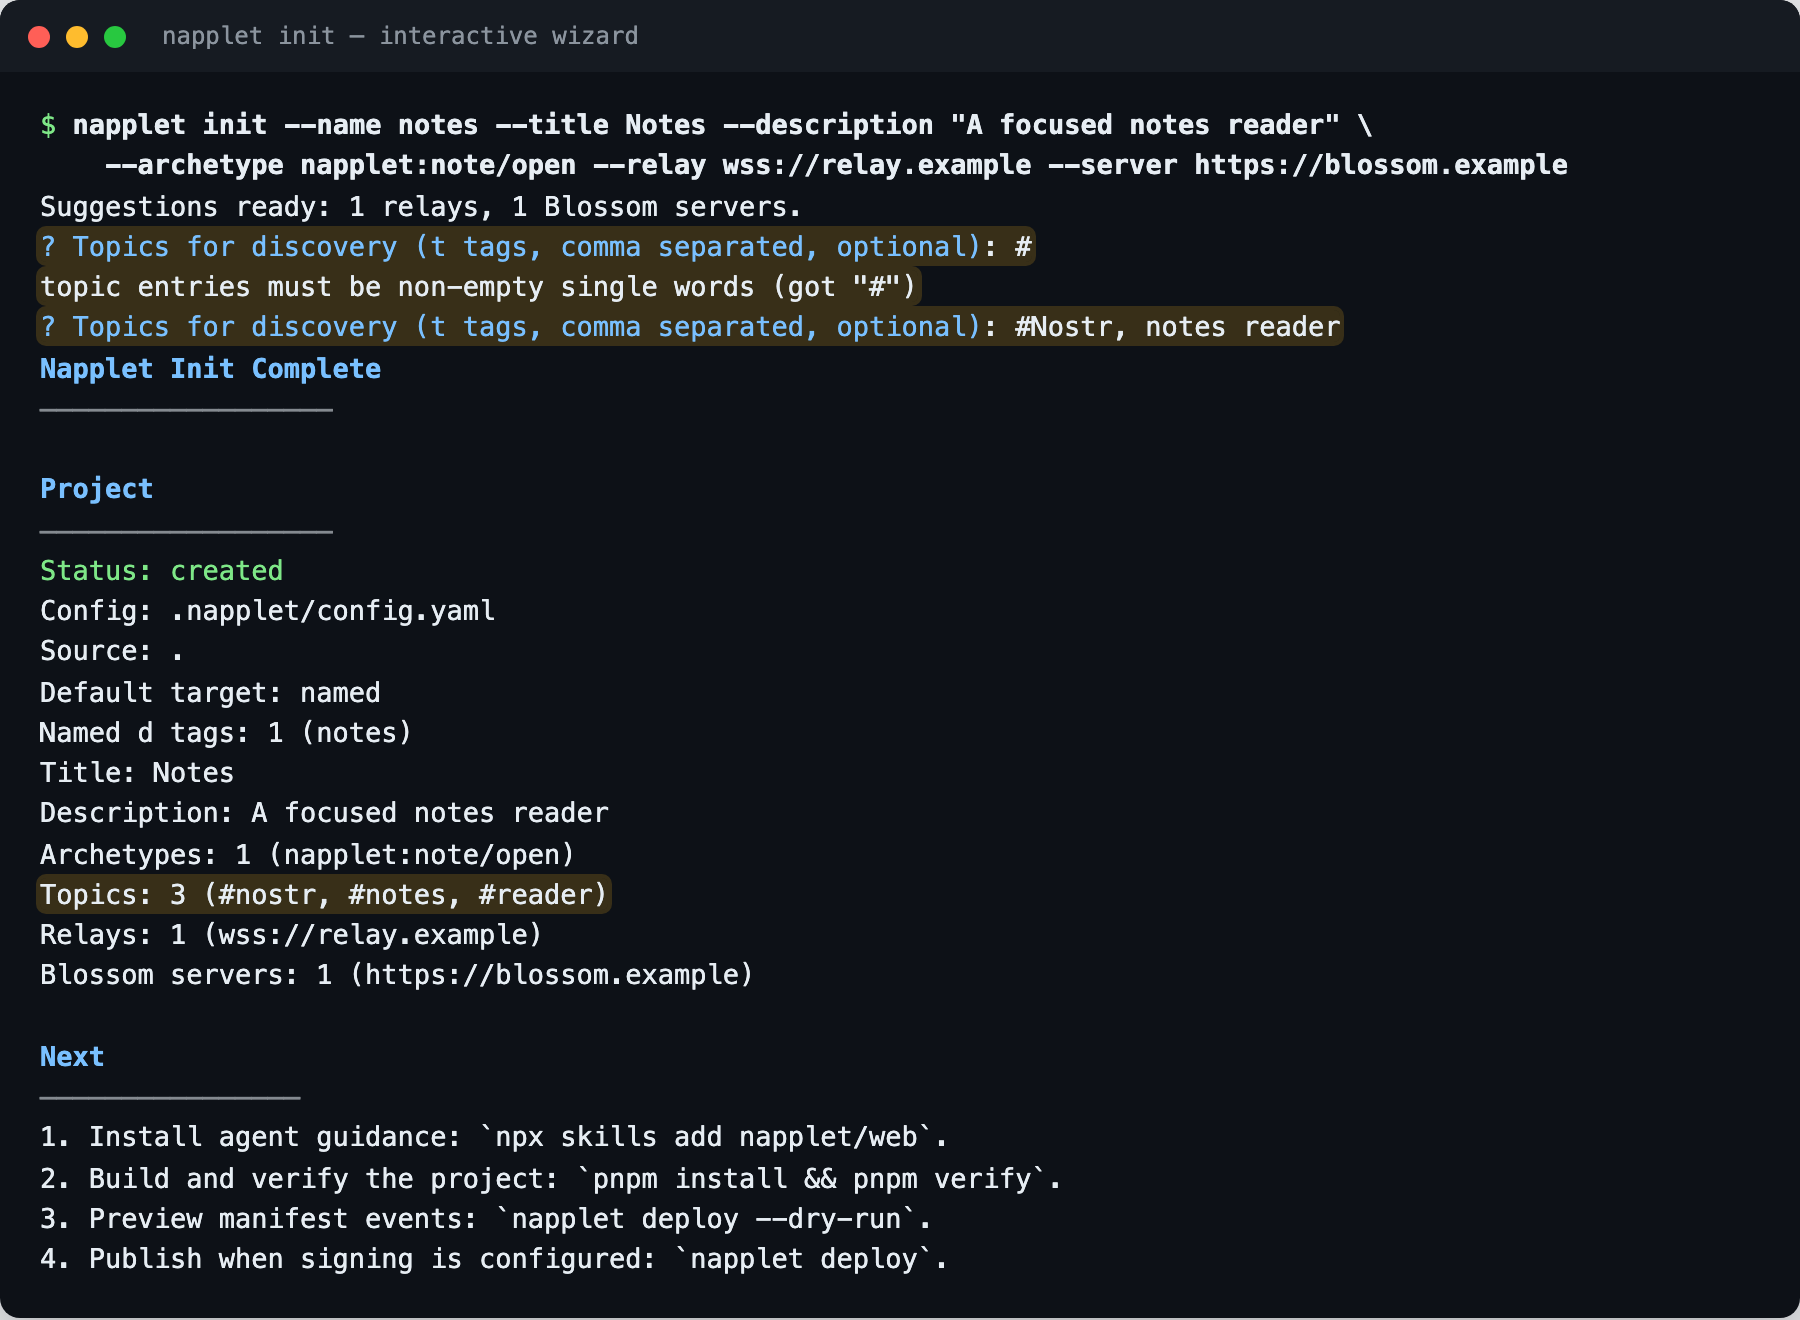 napplet init — interactive wizard
$ napplet init --name notes --title Notes --description "A focused notes reader" \
--archetype napplet:note/open --relay wss://relay.example --server https://blossom.example
Suggestions ready: 1 relays, 1 Blossom servers.
? Topics for discovery (t tags, comma separated, optional): #
topic entries must be non-empty single words (got "#")
? Topics for discovery (t tags, comma separated, optional): #Nostr, notes reader
Napplet Init Complete
Project
Status: created
Config: .napplet/config.yaml
Source: .
Default target: named
Named d tags: 1 (notes)
Title: Notes
Description: A focused notes reader
Archetypes: 1 (napplet:note/open)
Topics: 3 (#nostr, #notes, #reader)
Relays: 1 (wss://relay.example)
Blossom servers: 1 (https://blossom.example)
Next
1. Install agent guidance: `npx skills add napplet/web`.
2. Build and verify the project: `pnpm install && pnpm verify`.
3. Preview manifest events: `napplet deploy --dry-run`.
4. Publish when signing is configured: `napplet deploy`.